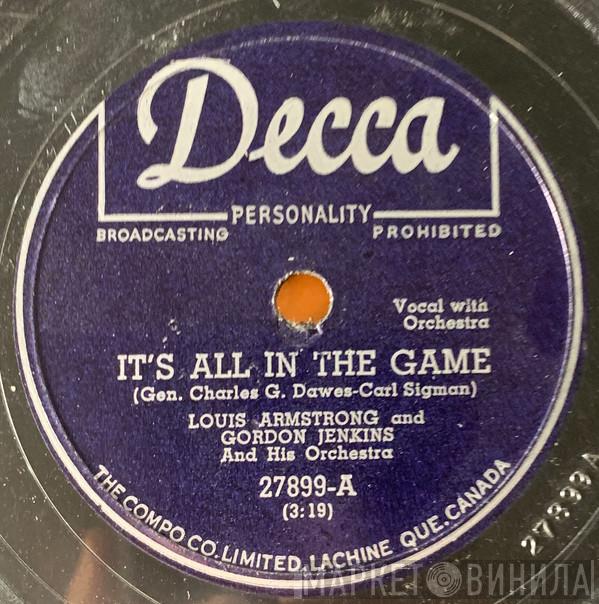 Decca
PERSONALITY
BROADCASTING PROHIBITED
Vocal with
Orchestra
IT'S ALL IN THE GAME
(Gen. Charles G. Dawes-Carl Sigman)
LOUIS ARMSTRONG and
GORDON JENKINS
And His Orchestra
27899-A
(3:19)
THE COMPO CO. LIMITED, LACHINE QUE. CANADA
27899A
МАРКЕТ ВИНИЛА